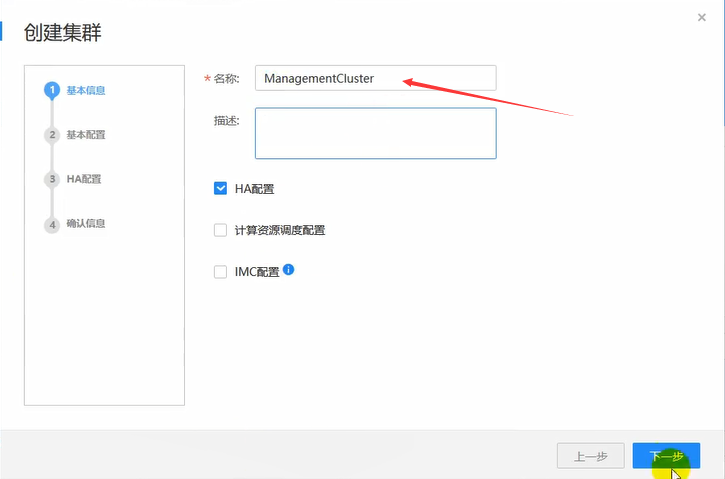 创建集群
1 基本信息
2 基本配置
3 HA配置
4 确认信息
* 名称: ManagementCluster
描述:
HA配置
计算资源调度配置
IMC配置 i
上一步 下一步